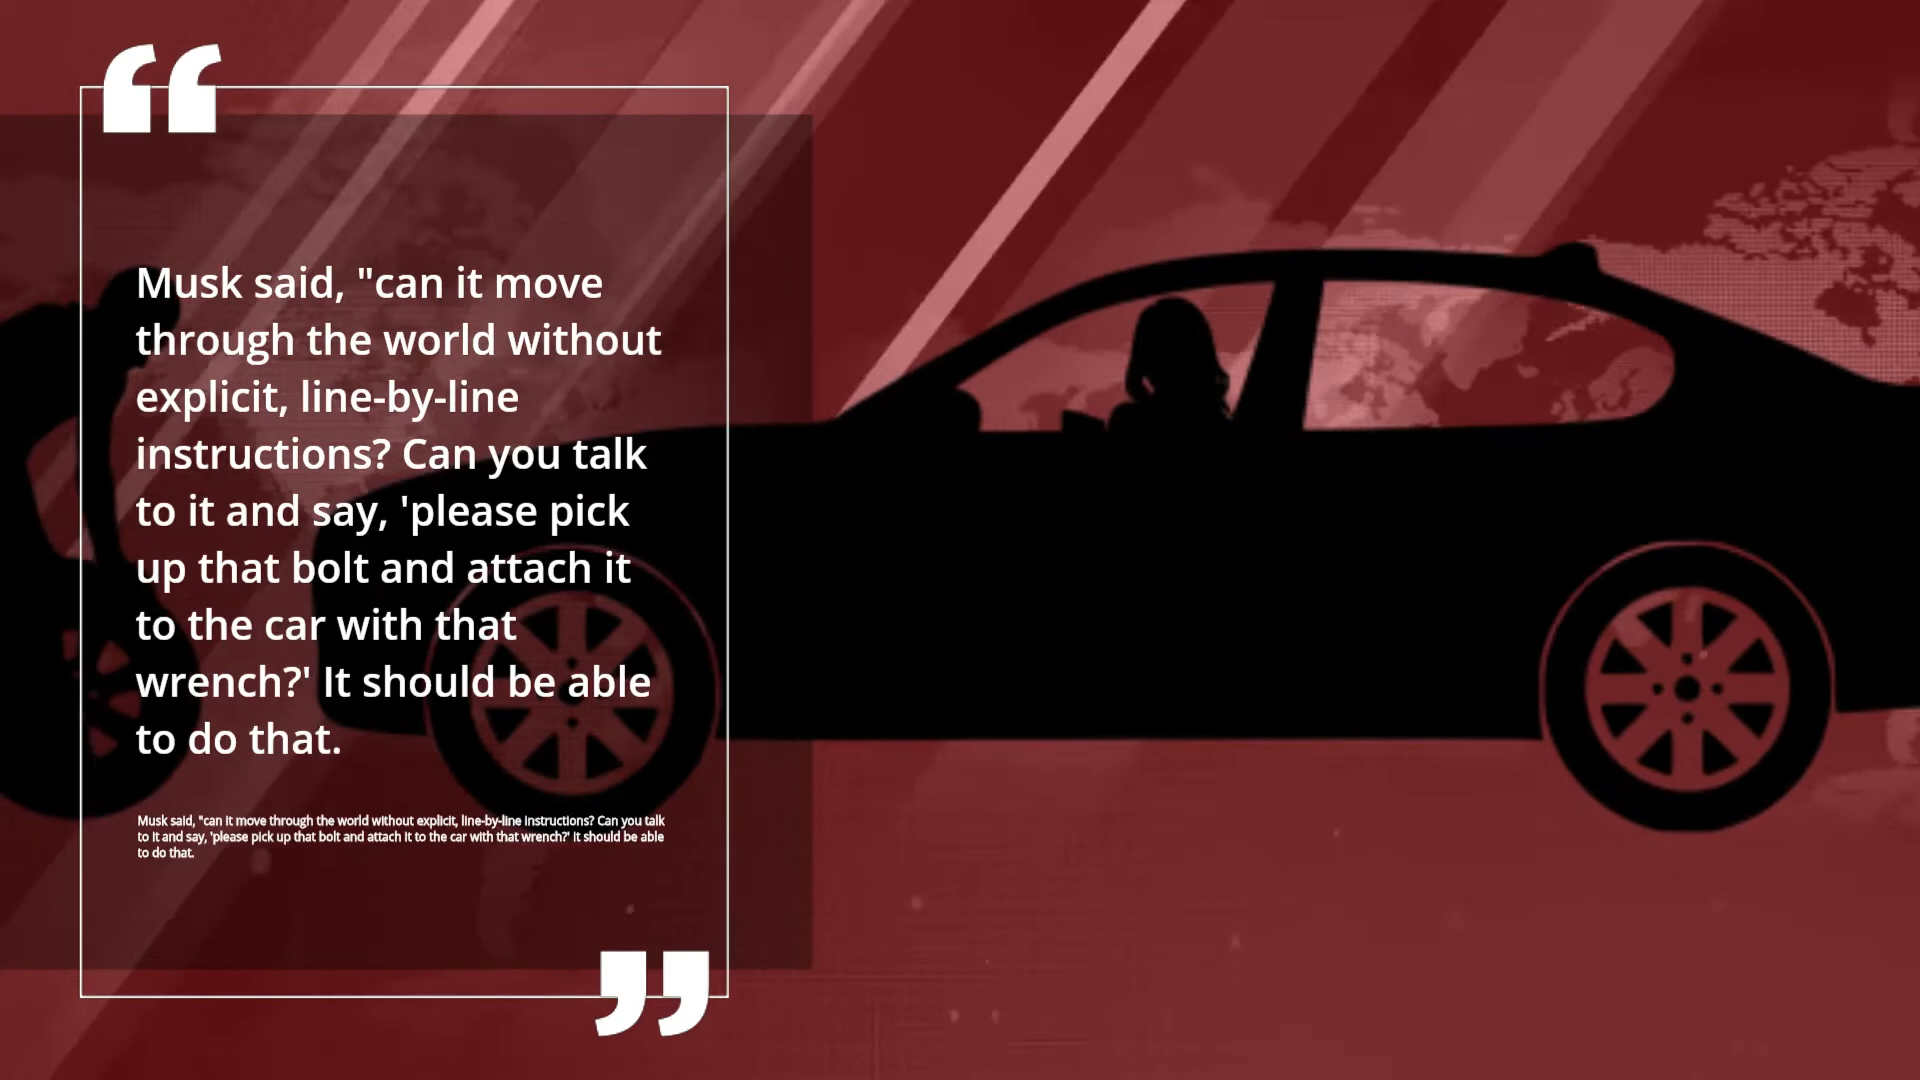 Musk said, "can it move
through the world without
explicit, line-by-line
instructions? Can you talk
to it and say, 'please pick
up that bolt and attach it
to the car with that
wrench?' It should be able
to do that.
Musk said, "can it move through the world without explicit, line-by-line instructions? Can you talk
to it and say, 'please pick up that bolt and attach it to the car with that wrench?' It should be able
to do that.